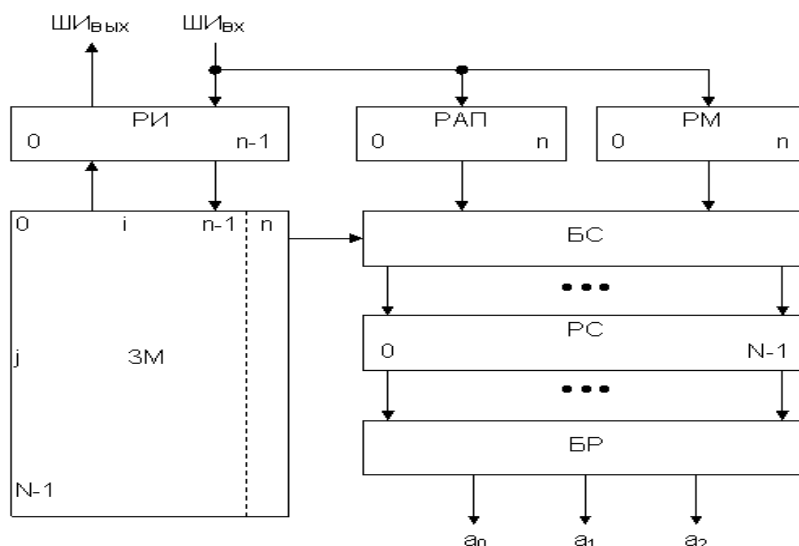 ШИвых ШИвх
РИ РАП РМ
0 n-1 0 n 0 n
0 i n-1 n
БС
РС
j ЗМ 0 N-1
БР
N-1
a0 a1 a2